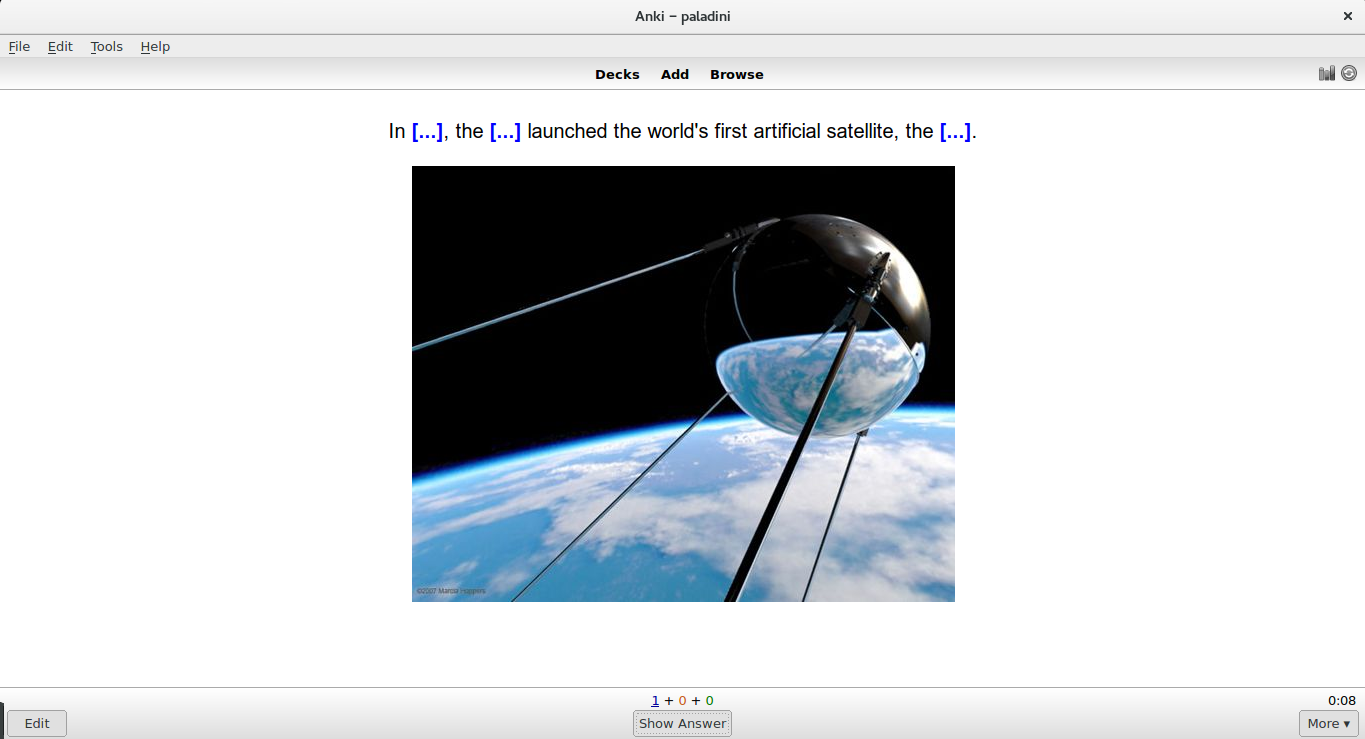 Anki – paladini
File Edit Tools Help
Decks Add Browse
In [...], the [...] launched the world's first artificial satellite, the [...].
©2007 Marcia Hoppers
1 + 0 + 0 0:08
Edit Show Answer More ▾